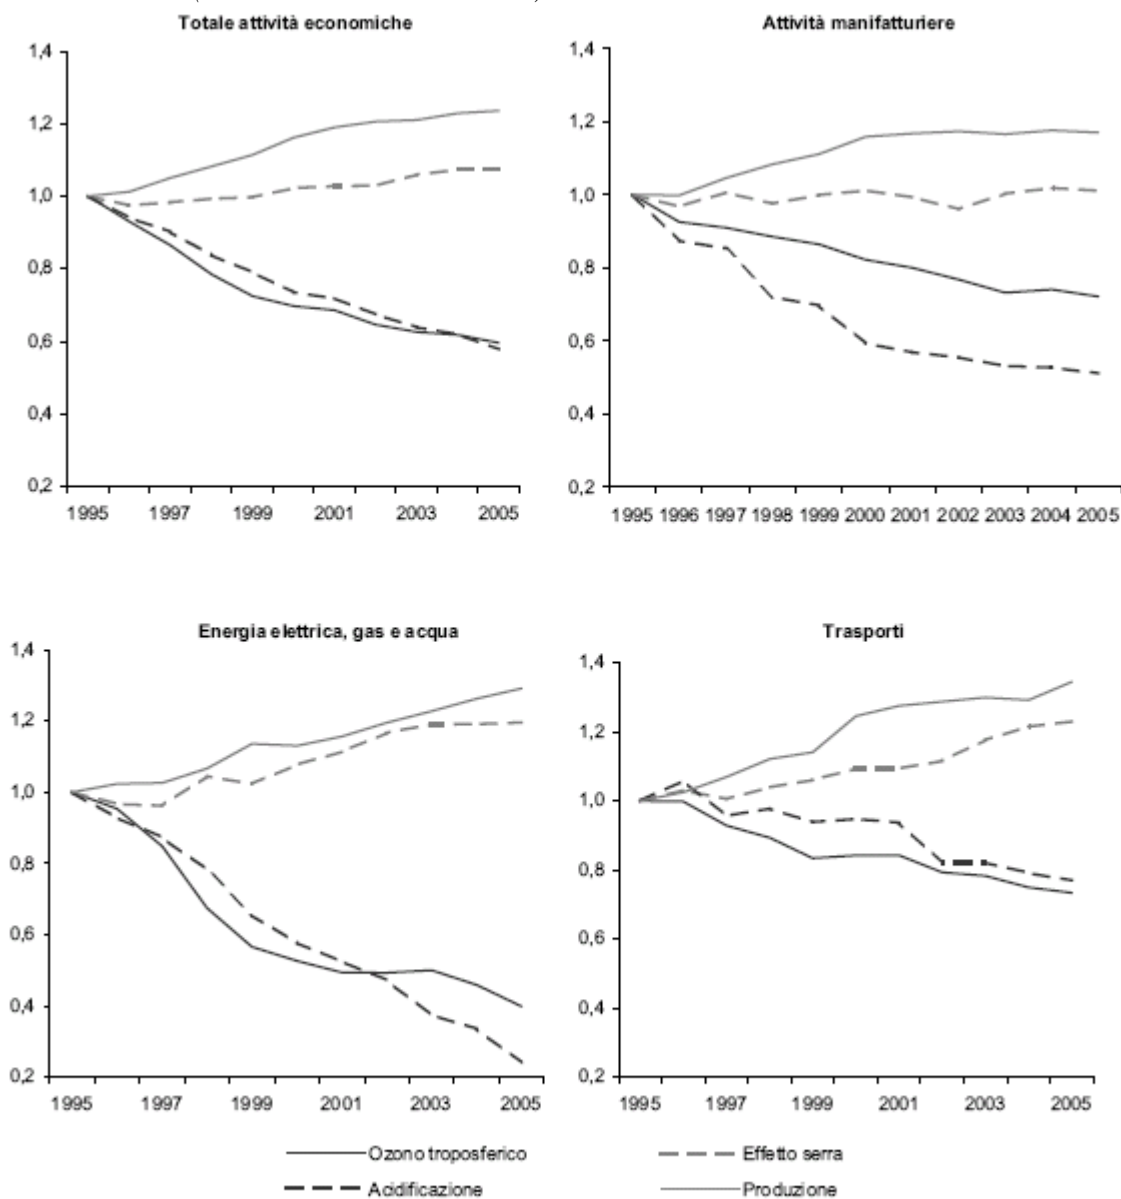 Totale attività economiche
1,4
1,2
1,0
0,8
0,6
0,4
0,2
1995 1997 1999 2001 2003 2005
Attività manifatturiere
1,4
1,2
1,0
0,8
0,6
0,4
0,2
1995 1996 1997 1998 1999 2000 2001 2002 2003 2004 2005
Energia elettrica, gas e acqua
1,4
1,2
1,0
0,8
0,6
0,4
0,2
1995 1997 1999 2001 2003 2005
Trasporti
1,4
1,2
1,0
0,8
0,6
0,4
0,2
1995 1997 1999 2001 2003 2005
Ozono troposferico
Effetto serra
Acidificazione
Produzione